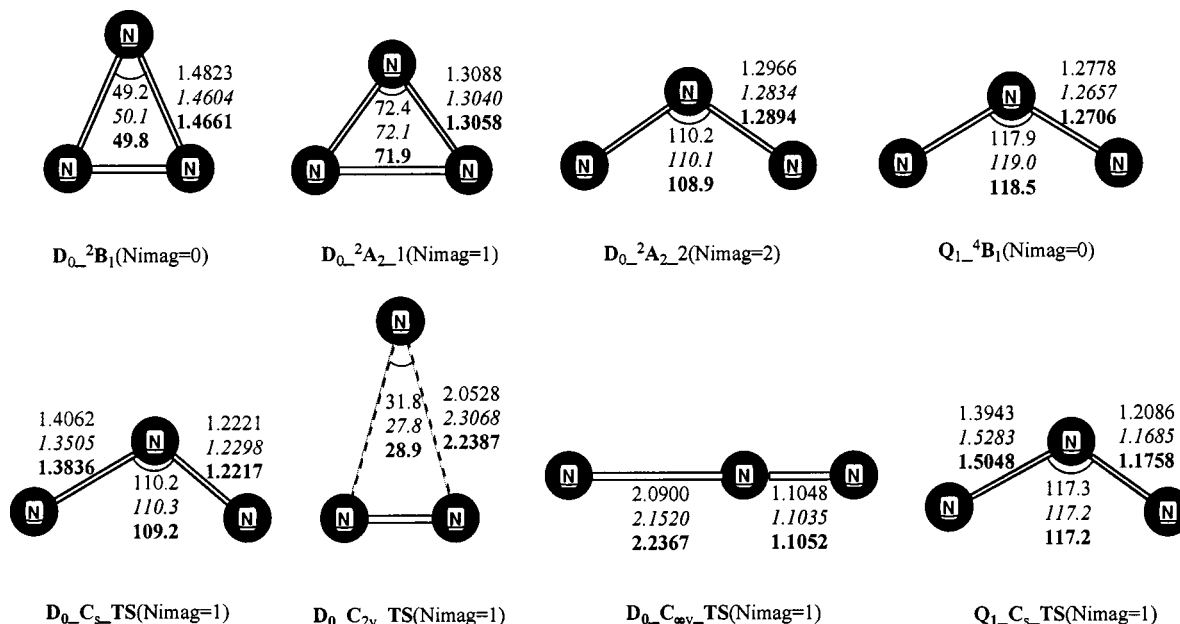 N
1.4823
1.4604
1.4661
49.2
50.1
49.8
N
N
D₀_²B₁(Nimag=0)
N
1.3088
1.3040
1.3058
72.4
72.1
71.9
N
N
D₀_²A₂_1(Nimag=1)
N
1.2966
1.2834
1.2894
110.2
110.1
108.9
N
N
D₀_²A₂_2(Nimag=2)
N
1.2778
1.2657
1.2706
117.9
119.0
118.5
N
N
Q₁_⁴B₁(Nimag=0)
1.4062
1.3505
1.3836
N
1.2221
1.2298
1.2217
110.2
110.3
109.2
N
N
D₀_Cₛ_TS(Nimag=1)
N
31.8
27.8
28.9
2.0528
2.3068
2.2387
N
N
D₀_C₂ᵥ_TS(Nimag=1)
N
N
N
2.0900
2.1520
2.2367
1.1048
1.1035
1.1052
D₀_C∞ᵥ_TS(Nimag=1)
1.3943
1.5283
1.5048
N
1.2086
1.1685
1.1758
117.3
117.2
117.2
N
N
Q₁_Cₛ_TS(Nimag=1)